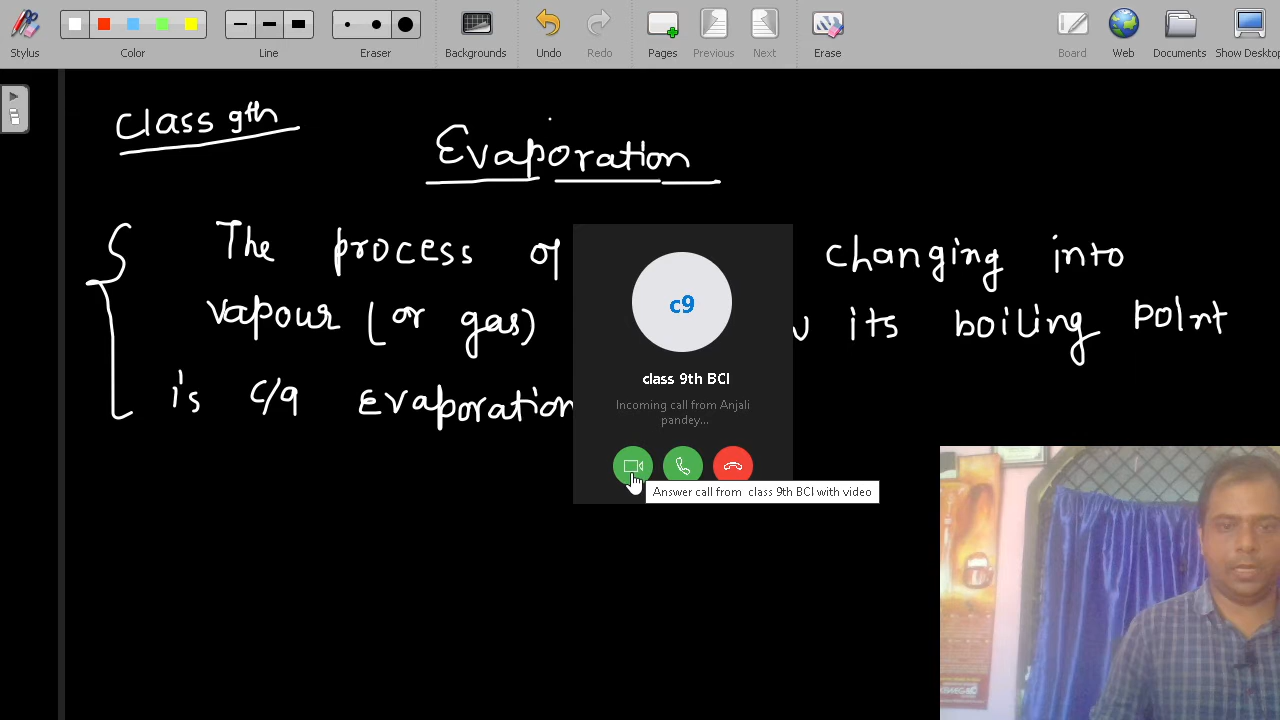 Stylus Color Line Eraser Backgrounds Undo Redo Pages Previous Next Erase Board Web Documents Show Deskto
Class 9th
Evaporation
The process of changing into
vapour (or gas) its boiling point
is c/a evaporation
c9
class 9th BCI
Incoming call from Anjali
pandey...
Answer call from class 9th BCI with video